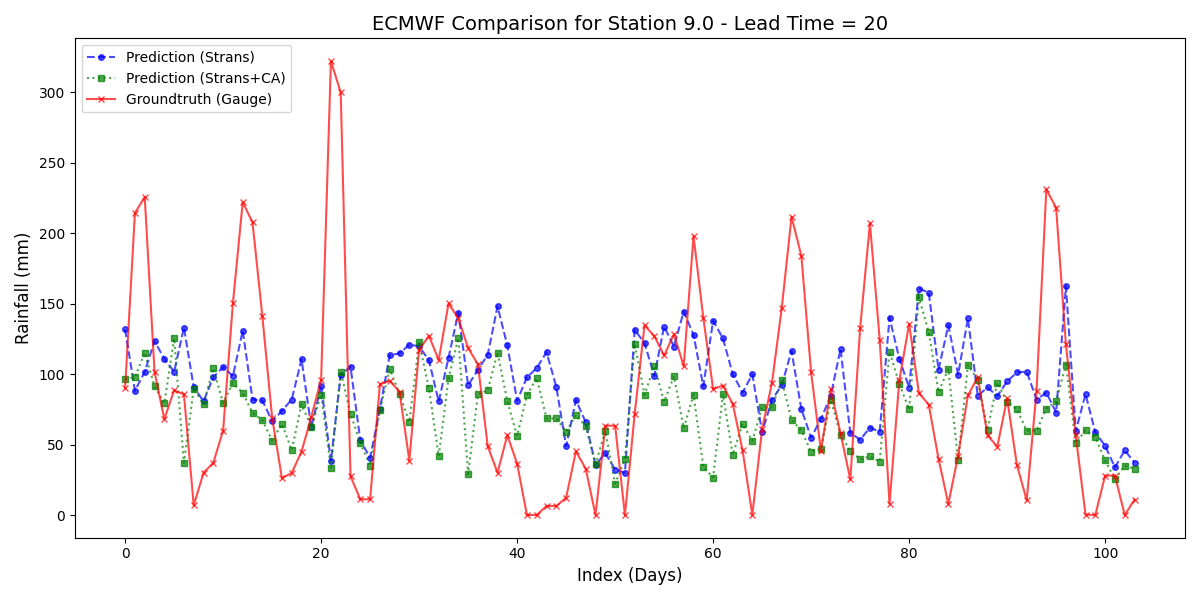 ECMWF Comparison for Station 9.0 - Lead Time = 20
Prediction (Strans)
Prediction (Strans+CA)
Groundtruth (Gauge)
Rainfall (mm)
300
250
200
150
100
50
0
0 20 40 60 80 100
Index (Days)